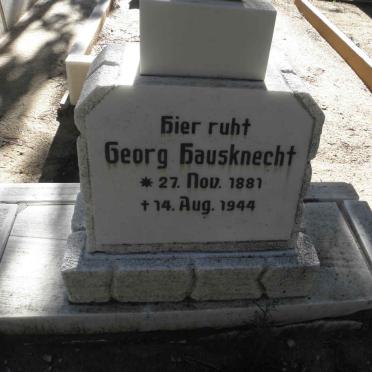 Hier ruht
Georg Hausknecht
* 27. Nov. 1881
† 14. Aug. 1944